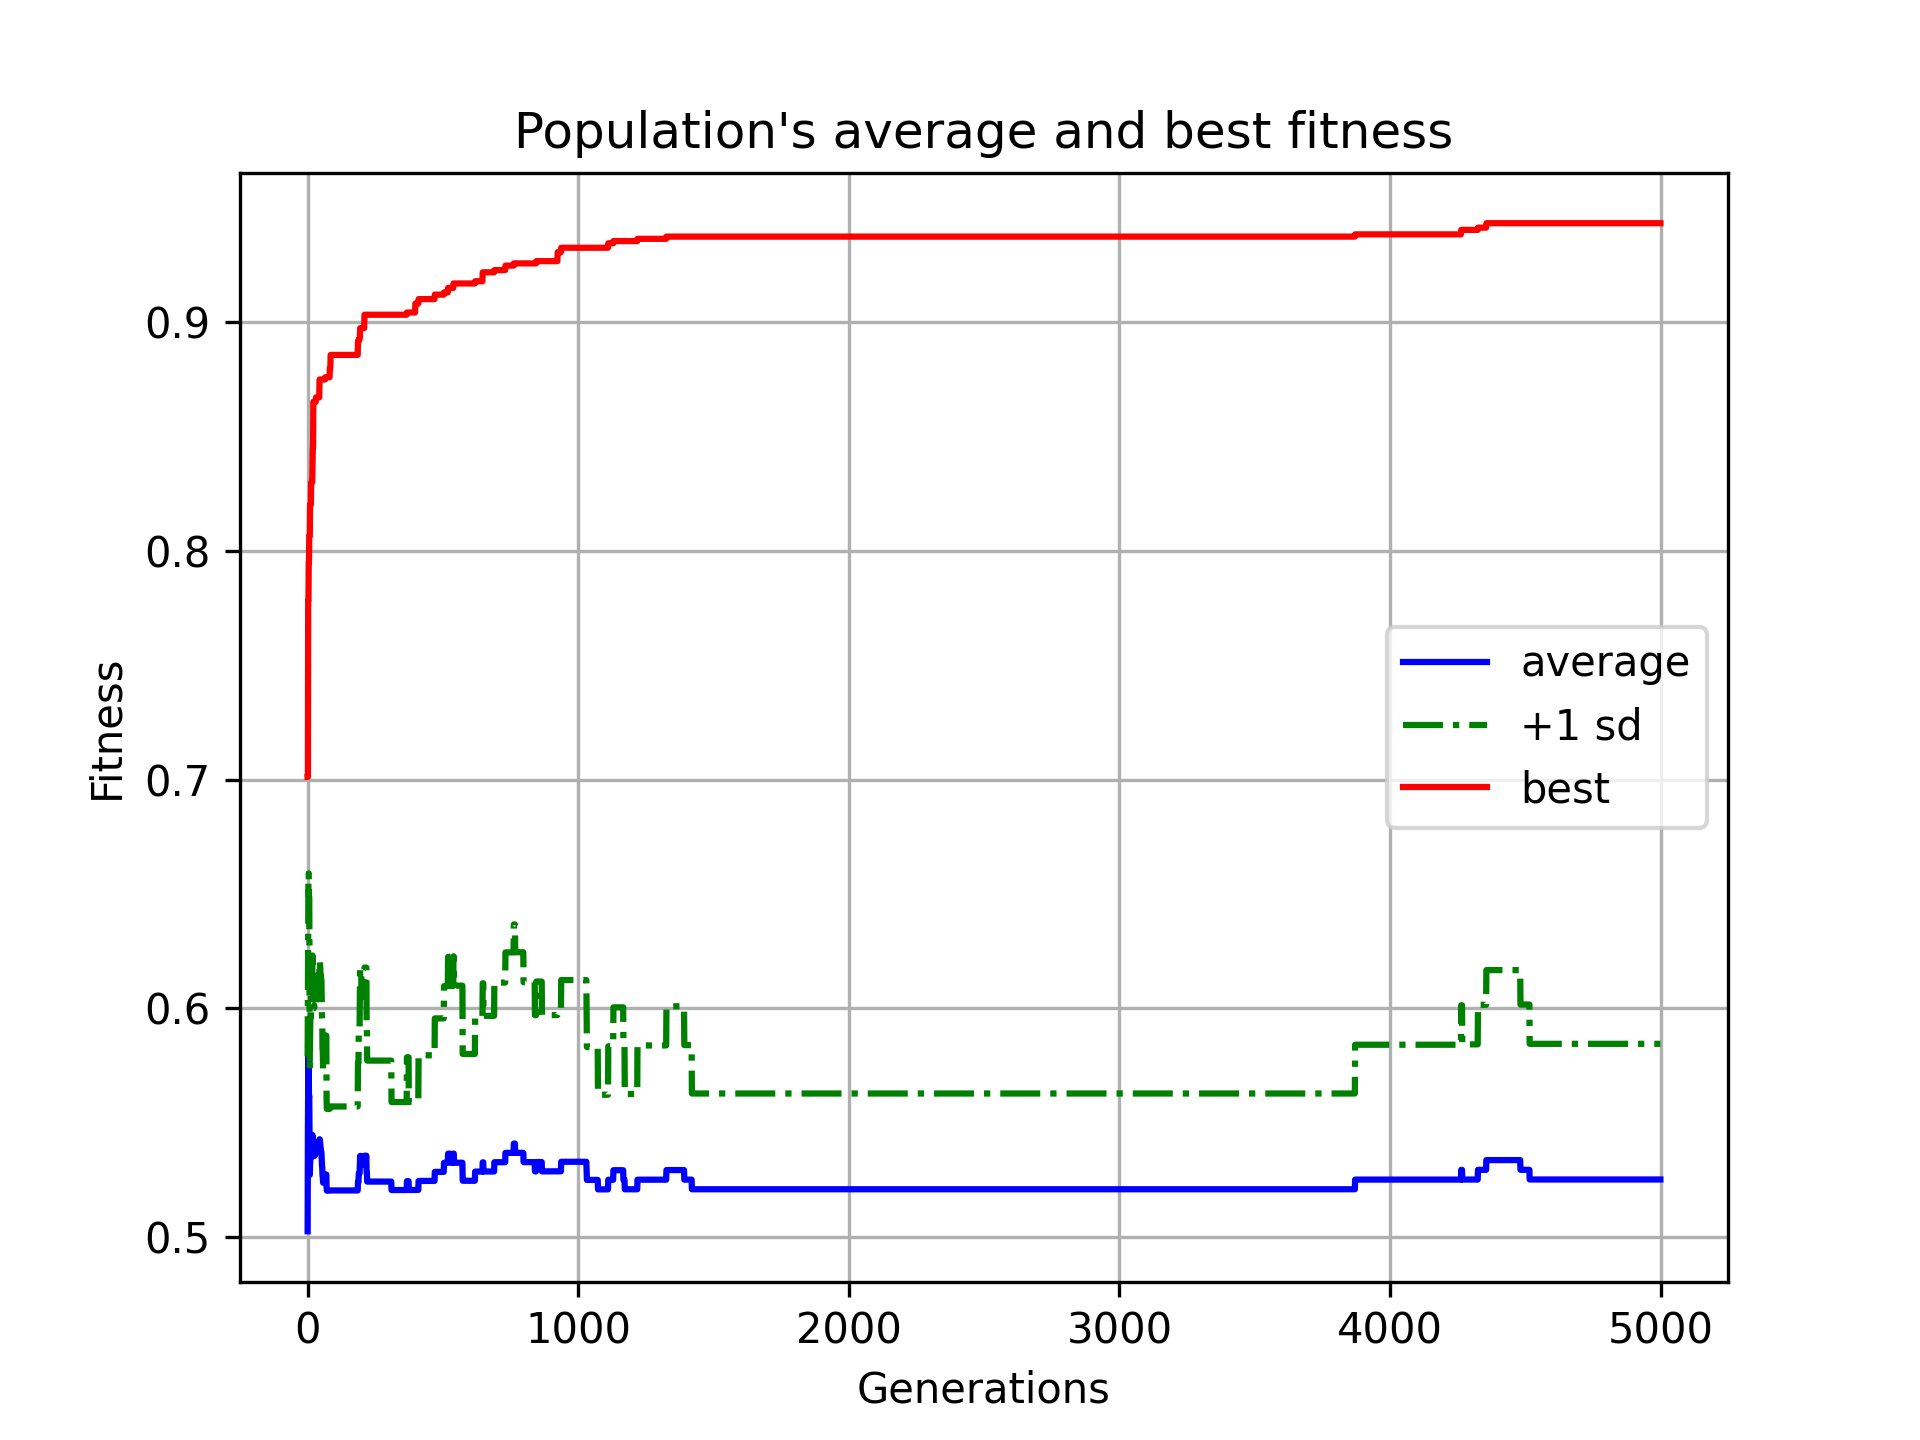 Population's average and best fitness
Fitness
0.9
0.8
0.7
0.6
0.5
average
+1 sd
best
0 1000 2000 3000 4000 5000
Generations